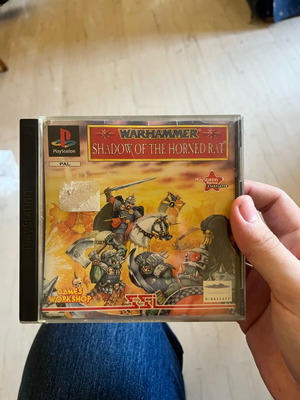 PlayStation
PAL
WARHAMMER
SHADOW OF THE HORNED RAT
GAMES
WORKSHOP
MINDSCAPE